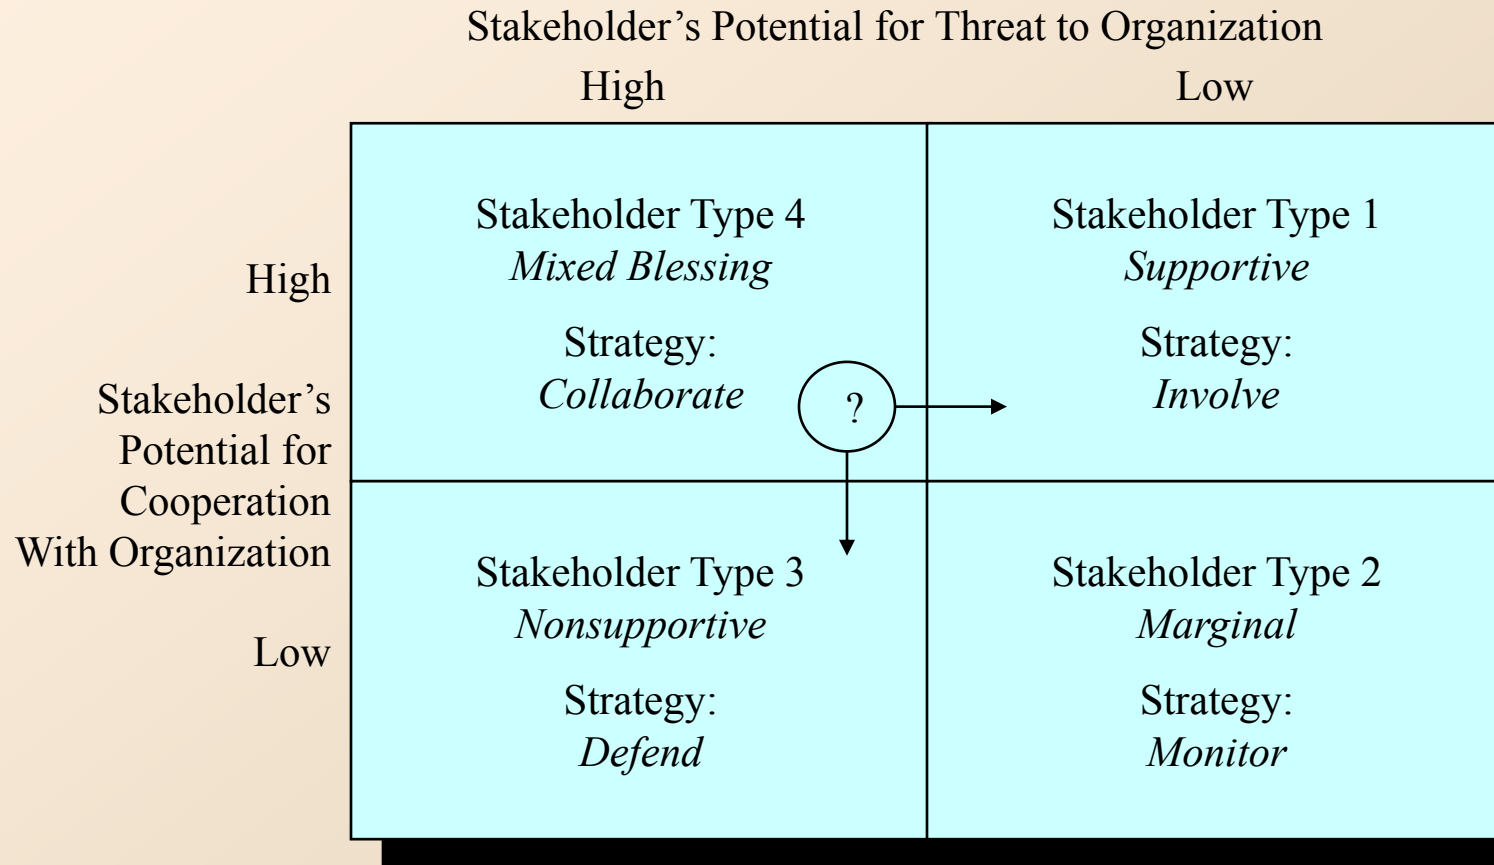 Stakeholder’s Potential for Threat to Organization
High
Low
Stakeholder Type 4
Mixed Blessing
Strategy:
Collaborate
?
Stakeholder Type 1
Supportive
Strategy:
Involve
High
Stakeholder’s
Potential for
Cooperation
With Organization
Low
Stakeholder Type 3
Nonsupportive
Strategy:
Defend
Stakeholder Type 2
Marginal
Strategy:
Monitor